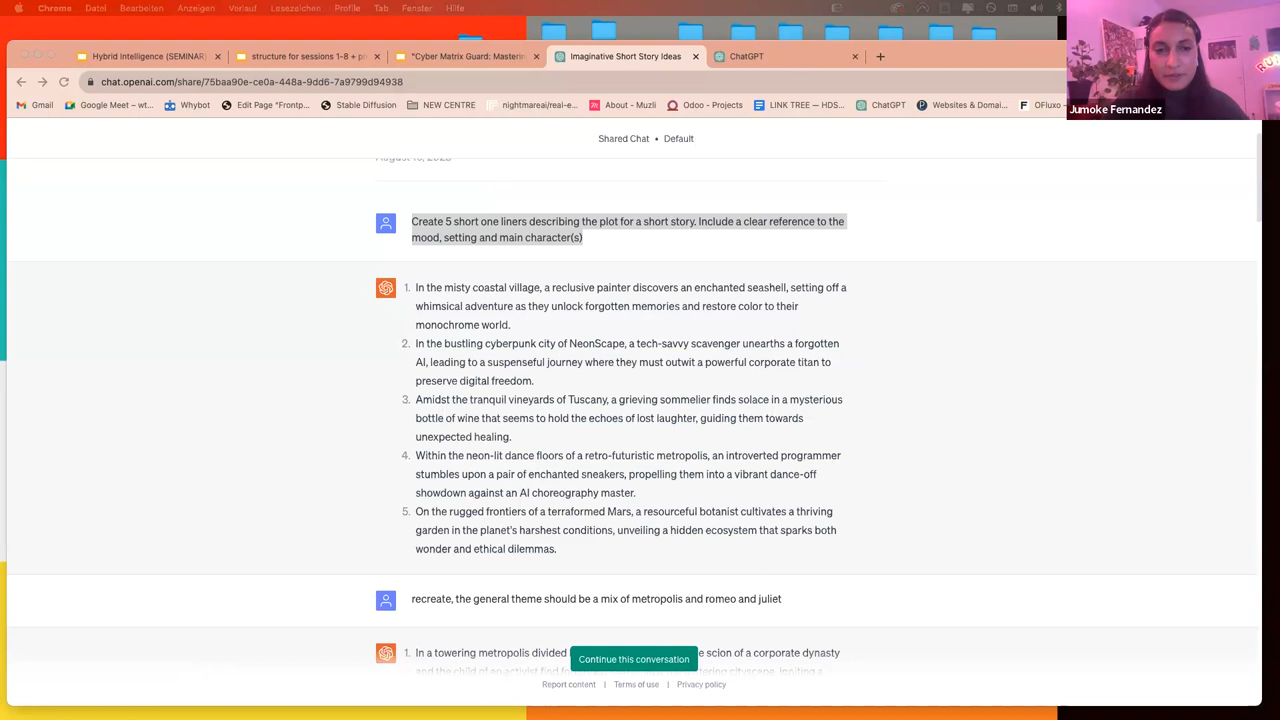 Chrome Datei Bearbeiten Anzeigen Verlauf Lesezeichen Profile Tab Fenster Hilfe
Hybrid Intelligence (SEMINAR)
structure for sessions 1-8 + p
"Cyber Matrix Guard: Masterin
Imaginative Short Story Ideas
ChatGPT
chat.openai.com/share/75baa90e-ce0a-448a-9dd6-7a9799d94938
Gmail
Google Meet – wt...
Whybot
Edit Page "Frontp...
Stable Diffusion
NEW CENTRE
nightmareai/real-e...
About - Muzli
Odoo - Projects
LINK TREE — HDS...
ChatGPT
Websites & Domai...
OFluxo
Jumoke Fernandez
Shared Chat • Default
Create 5 short one liners describing the plot for a short story. Include a clear reference to the
mood, setting and main character(s)
1. In the misty coastal village, a reclusive painter discovers an enchanted seashell, setting off a
whimsical adventure as they unlock forgotten memories and restore color to their
monochrome world.
2. In the bustling cyberpunk city of NeonScape, a tech-savvy scavenger unearths a forgotten
AI, leading to a suspenseful journey where they must outwit a powerful corporate titan to
preserve digital freedom.
3. Amidst the tranquil vineyards of Tuscany, a grieving sommelier finds solace in a mysterious
bottle of wine that seems to hold the echoes of lost laughter, guiding them towards
unexpected healing.
4. Within the neon-lit dance floors of a retro-futuristic metropolis, an introverted programmer
stumbles upon a pair of enchanted sneakers, propelling them into a vibrant dance-off
showdown against an AI choreography master.
5. On the rugged frontiers of a terraformed Mars, a resourceful botanist cultivates a thriving
garden in the planet's harshest conditions, unveiling a hidden ecosystem that sparks both
wonder and ethical dilemmas.
recreate, the general theme should be a mix of metropolis and romeo and juliet
1. In a towering metropolis divided
e scion of a corporate dynasty
Continue this conversation
Report content | Terms of use | Privacy policy